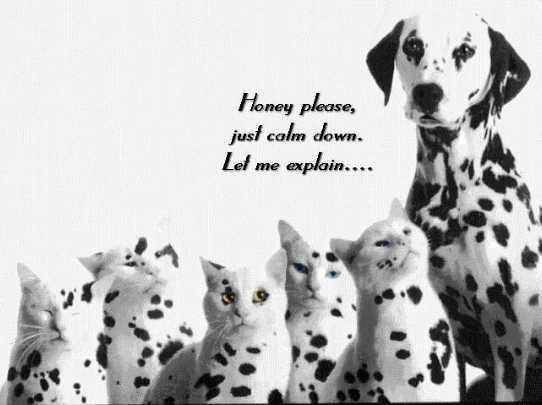 Honey please,
just calm down.
Let me explain....